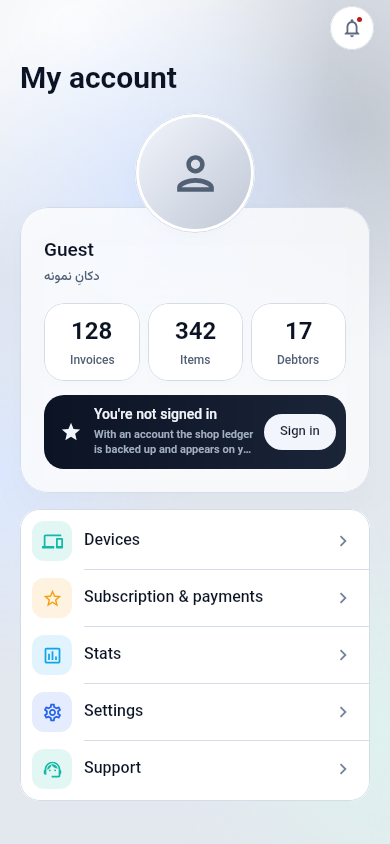 My account
Guest
دکانِ نمونه
128
342
17
Invoices
Items
Debtors
You're not signed in
With an account the shop ledger
is backed up and appears on y…
Sign in
Devices
Subscription & payments
Stats
Settings
Support